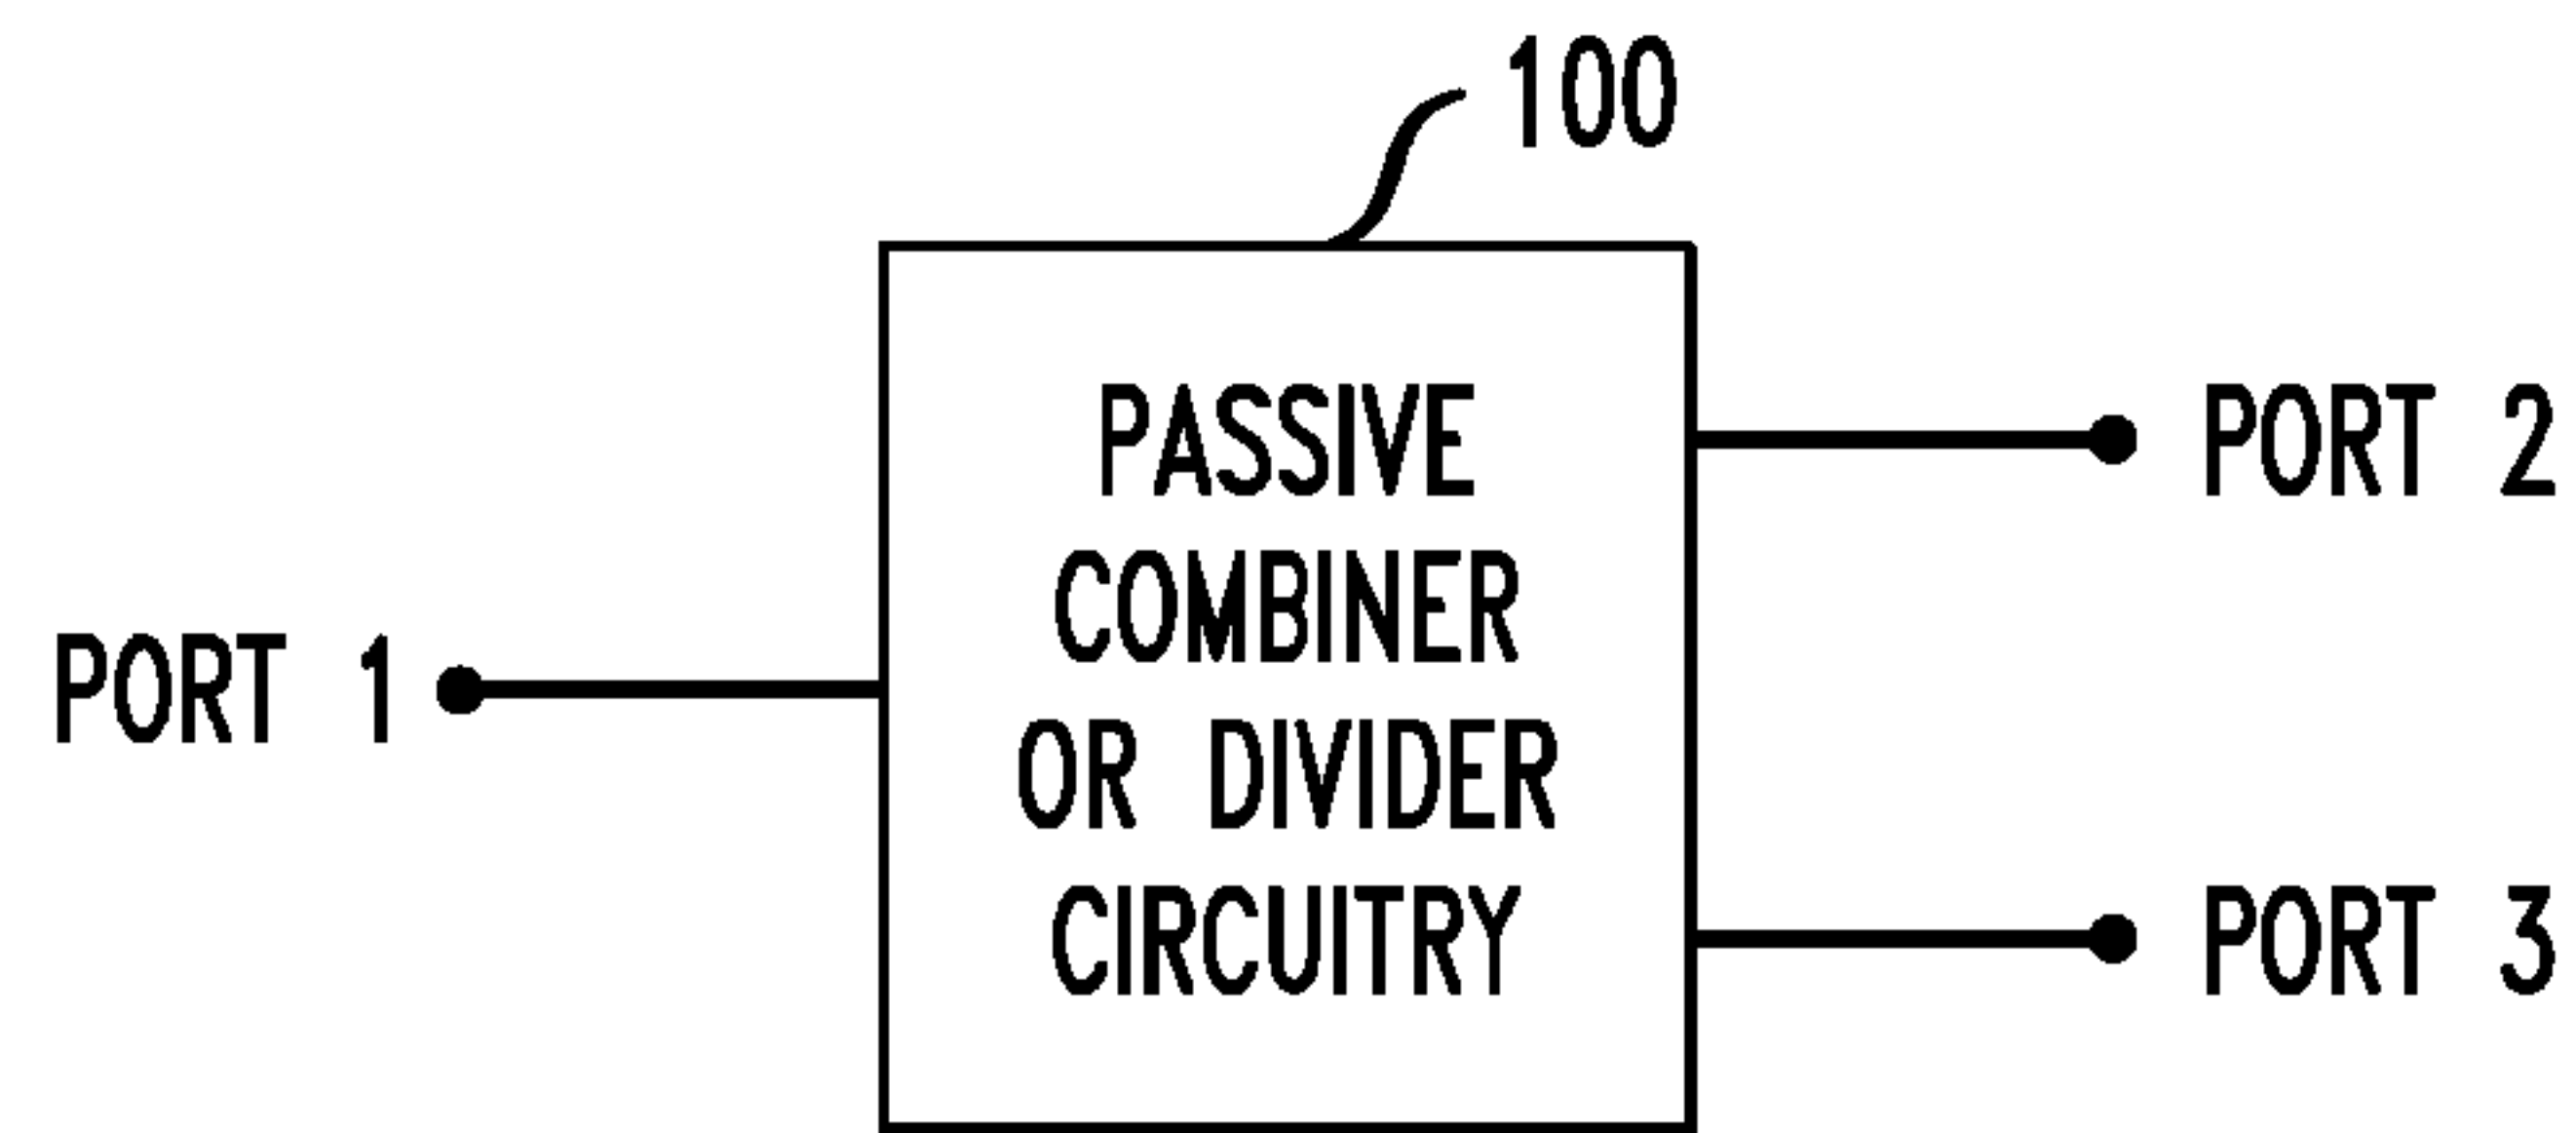 100
PASSIVE
COMBINER
OR DIVIDER
CIRCUITRY
PORT 1
PORT 2
PORT 3